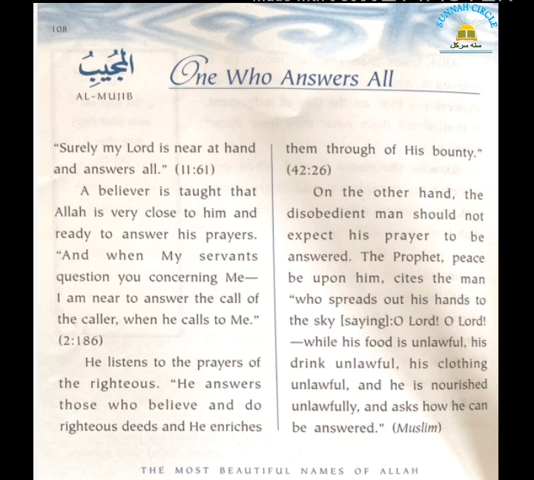 108
SUNNAH CIRCLE
سنه سرکل
المُجِيبُ
AL-MUJIB
One Who Answers All
"Surely my Lord is near at hand
and answers all." (11:61)
A believer is taught that
Allah is very close to him and
ready to answer his prayers.
"And when My servants
question you concerning Me—
I am near to answer the call of
the caller, when he calls to Me."
(2:186)
He listens to the prayers of
the righteous. "He answers
those who believe and do
righteous deeds and He enriches
them through of His bounty."
(42:26)
On the other hand, the
disobedient man should not
expect his prayer to be
answered. The Prophet, peace
be upon him, cites the man
"who spreads out his hands to
the sky [saying]:O Lord! O Lord!
—while his food is unlawful, his
drink unlawful, his clothing
unlawful, and he is nourished
unlawfully, and asks how he can
be answered." (Muslim)
THE MOST BEAUTIFUL NAMES OF ALLAH